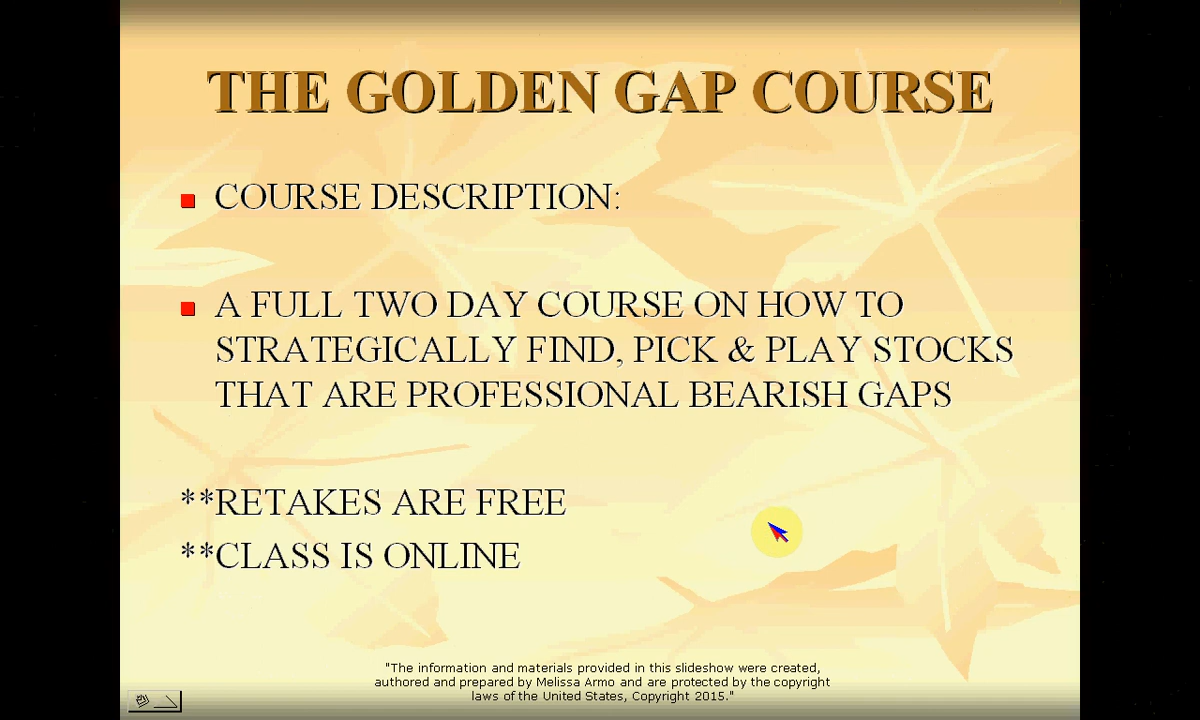 THE GOLDEN GAP COURSE
COURSE DESCRIPTION:
A FULL TWO DAY COURSE ON HOW TO
STRATEGICALLY FIND, PICK & PLAY STOCKS
THAT ARE PROFESSIONAL BEARISH GAPS
**RETAKES ARE FREE
**CLASS IS ONLINE
"The information and materials provided in this slideshow were created,
authored and prepared by Melissa Armo and are protected by the copyright
laws of the United States, Copyright 2015."